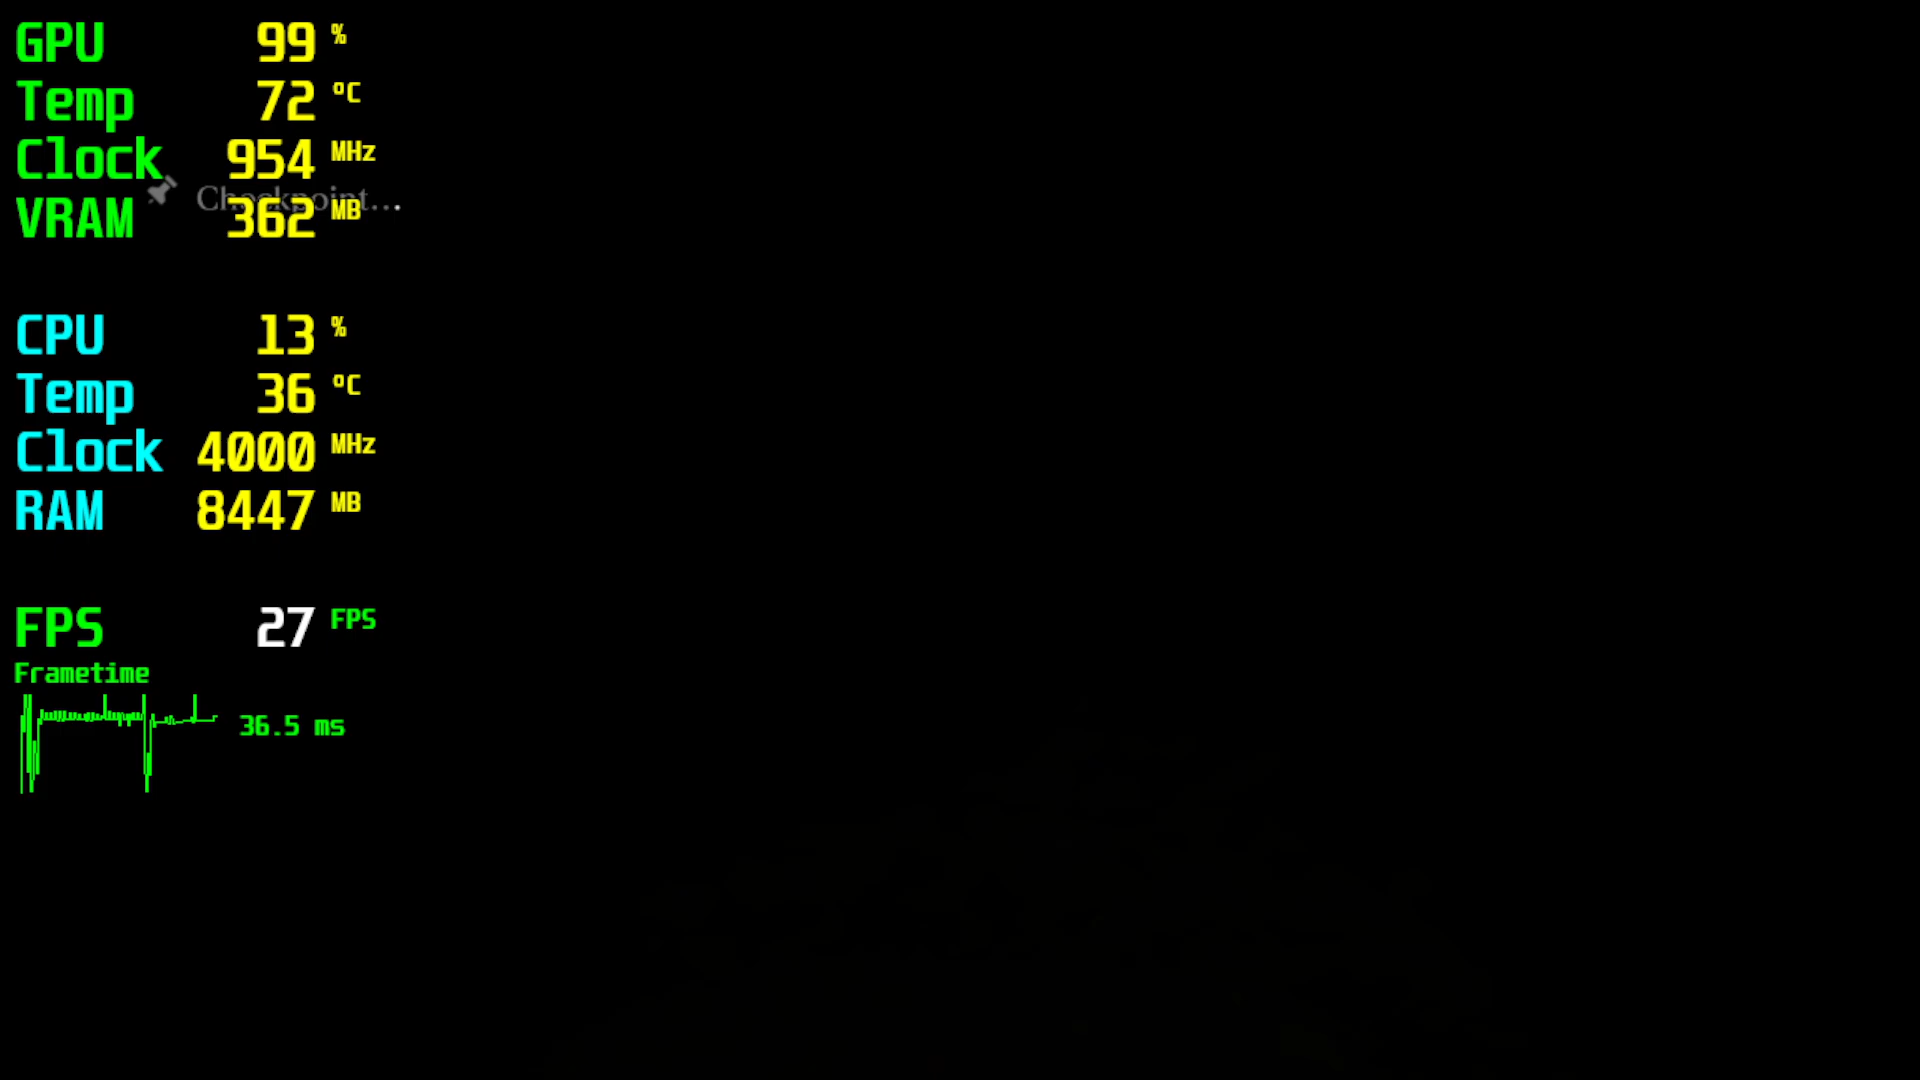 GPU 99 %
Temp 72 °C
Clock 954 MHz
Checkpoint...
VRAM 362 MB
CPU 13 %
Temp 36 °C
Clock 4000 MHz
RAM 8447 MB
FPS 27 FPS
Frametime
36.5 ms